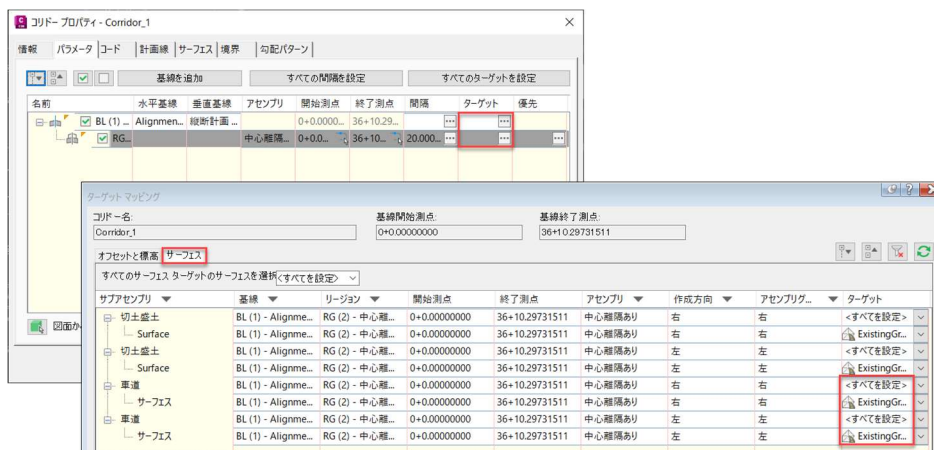 コリドー プロパティ - Corridor_1
情報 パラメータ コード 計画線 サーフェス 境界 勾配パターン
基線を追加 すべての間隔を設定 すべてのターゲットを設定
名前 水平基線 垂直基線 アセンブリ 開始測点 終了測点 間隔 ターゲット 優先
BL (1) ... Alignmen... 縦断計画 ... 0+0.0000... 36+10.29...
RG... 中心離隔... 0+0.0... 36+10... 20.000...
図面か
ターゲット マッピング
コリドー名: 基線開始測点: 基線終了測点:
Corridor_1 0+0.00000000 36+10.29731511
オフセットと標高 サーフェス
すべてのサーフェス ターゲットのサーフェスを選択 <すべてを設定>
サブアセンブリ 基線 リージョン 開始測点 終了測点 アセンブリ 作成方向 アセンブリグ... ターゲット
切土盛土 BL (1) - Alignme... RG (2) - 中心離... 0+0.00000000 36+10.29731511 中心離隔あり 右 右 <すべてを設定>
Surface BL (1) - Alignme... RG (2) - 中心離... 0+0.00000000 36+10.29731511 中心離隔あり 右 右 ExistingGr...
切土盛土 BL (1) - Alignme... RG (2) - 中心離... 0+0.00000000 36+10.29731511 中心離隔あり 左 左 <すべてを設定>
Surface BL (1) - Alignme... RG (2) - 中心離... 0+0.00000000 36+10.29731511 中心離隔あり 左 左 ExistingGr...
車道 BL (1) - Alignme... RG (2) - 中心離... 0+0.00000000 36+10.29731511 中心離隔あり 右 右 <すべてを設定>
サーフェス BL (1) - Alignme... RG (2) - 中心離... 0+0.00000000 36+10.29731511 中心離隔あり 右 右 ExistingGr...
車道 BL (1) - Alignme... RG (2) - 中心離... 0+0.00000000 36+10.29731511 中心離隔あり 左 左 <すべてを設定>
サーフェス BL (1) - Alignme... RG (2) - 中心離... 0+0.00000000 36+10.29731511 中心離隔あり 左 左 ExistingGr...